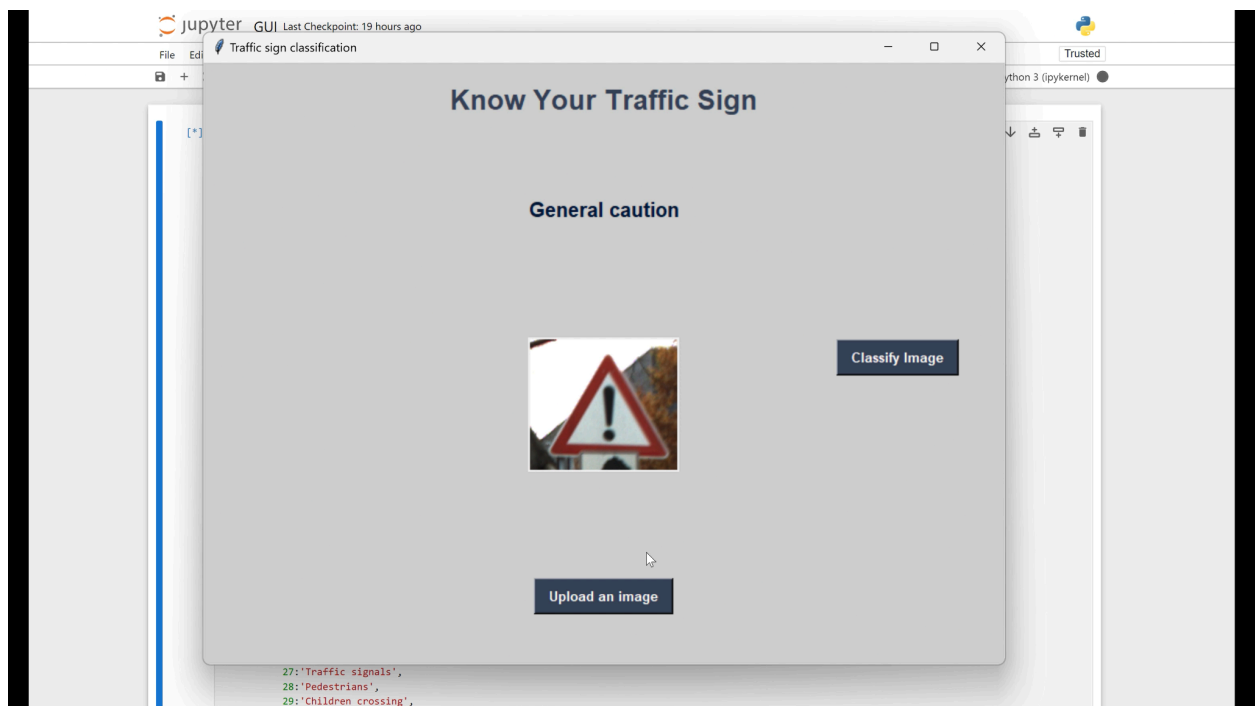 jupyter GUI Last Checkpoint: 19 hours ago
Traffic sign classification
File Edi
Trusted
ython 3 (ipykernel)
[*]
Know Your Traffic Sign
General caution
Classify Image
Upload an image
27:'Traffic signals',
28:'Pedestrians',
29:'Children crossing',